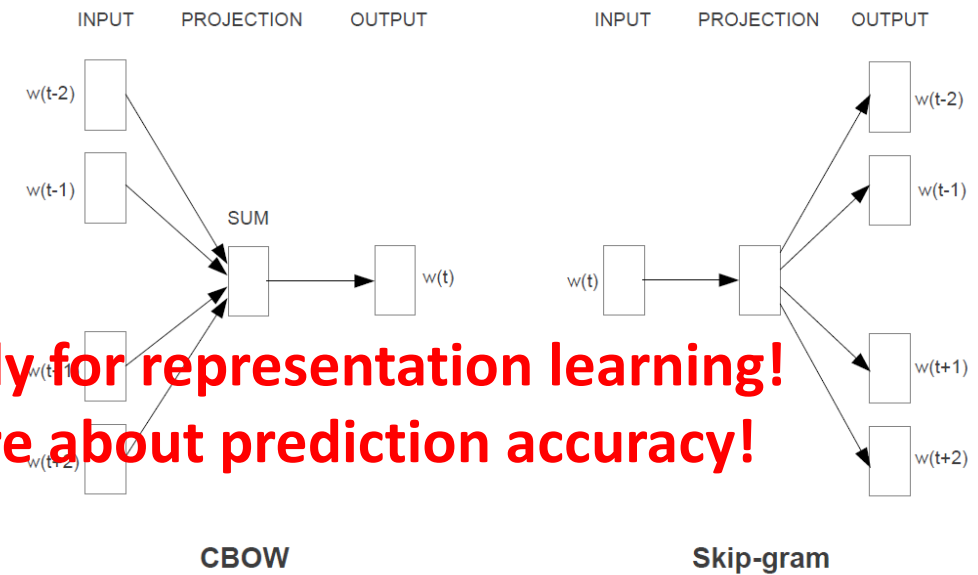 INPUT PROJECTION OUTPUT
INPUT PROJECTION OUTPUT
w(t-2)
w(t-2)
w(t-1)
w(t-1)
SUM
w(t)
w(t)
for representation learning!
w(t+1)
about prediction accuracy!
w(t+2)
w(t+2)
CBOW
Skip-gram